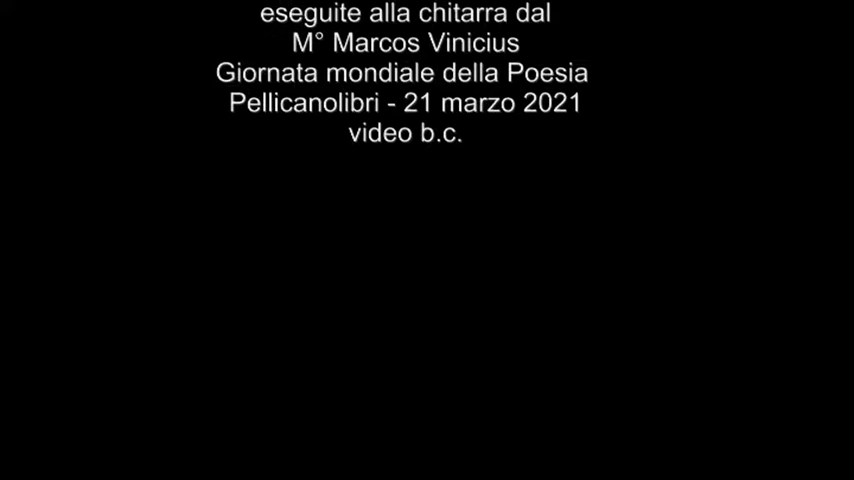 eseguite alla chitarra dal
M° Marcos Vinicius
Giornata mondiale della Poesia
Pellicanolibri - 21 marzo 2021
video b.c.